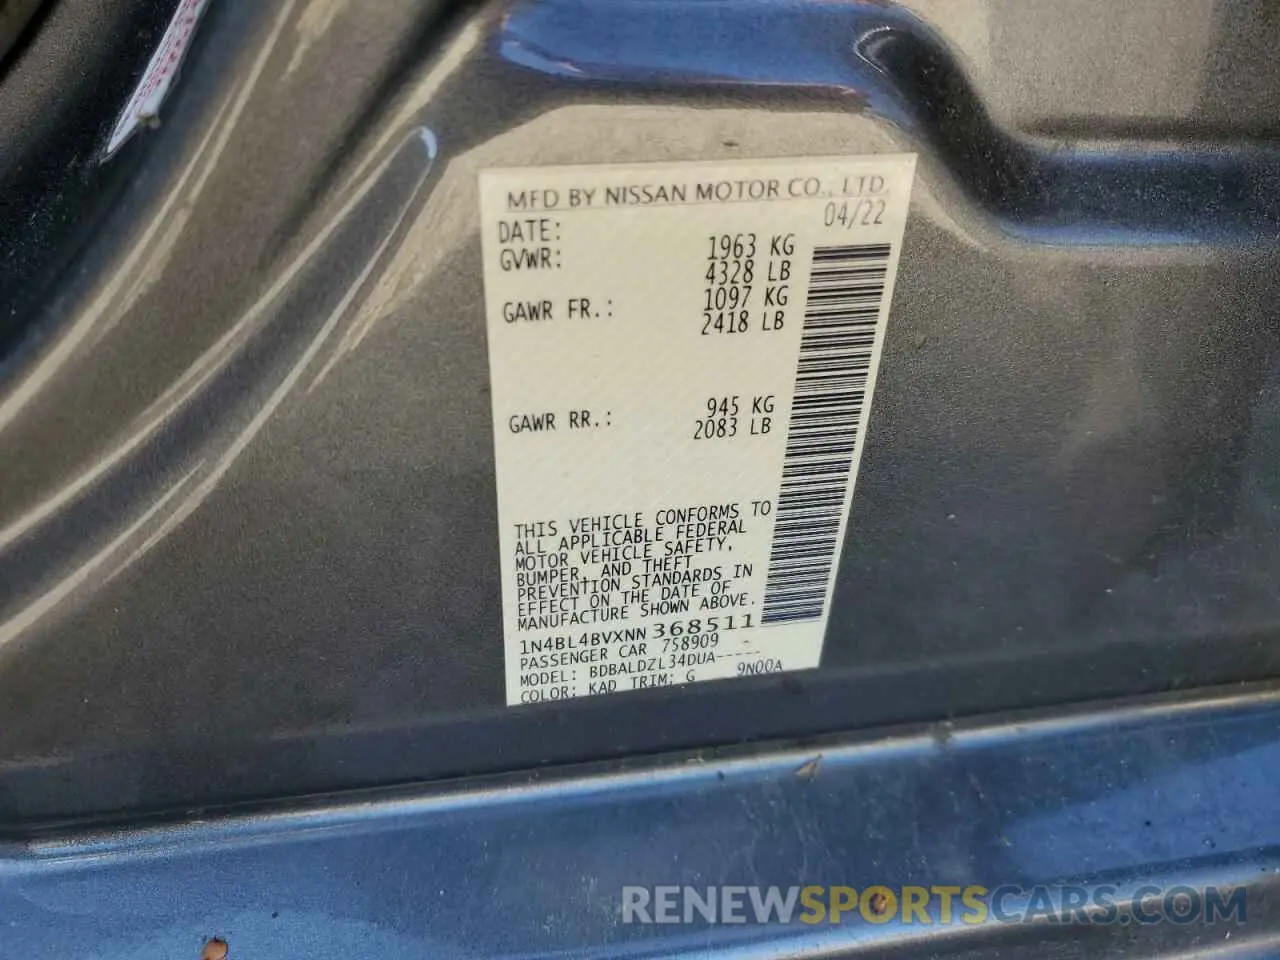 MFD BY NISSAN MOTOR CO., LTD.
DATE: 04/22
GVWR: 1963 KG
4328 LB
GAWR FR.: 1097 KG
2418 LB
GAWR RR.: 945 KG
2083 LB
THIS VEHICLE CONFORMS TO
ALL APPLICABLE FEDERAL
MOTOR VEHICLE SAFETY,
BUMPER, AND THEFT
PREVENTION STANDARDS IN
EFFECT ON THE DATE OF
MANUFACTURE SHOWN ABOVE.
1N4BL4BVXNN368511
PASSENGER CAR 758909 -
MODEL: BDBALDZL34DUA-----
COLOR: KAD TRIM: G 9N00A
RENEWSPORTSCARS.COM